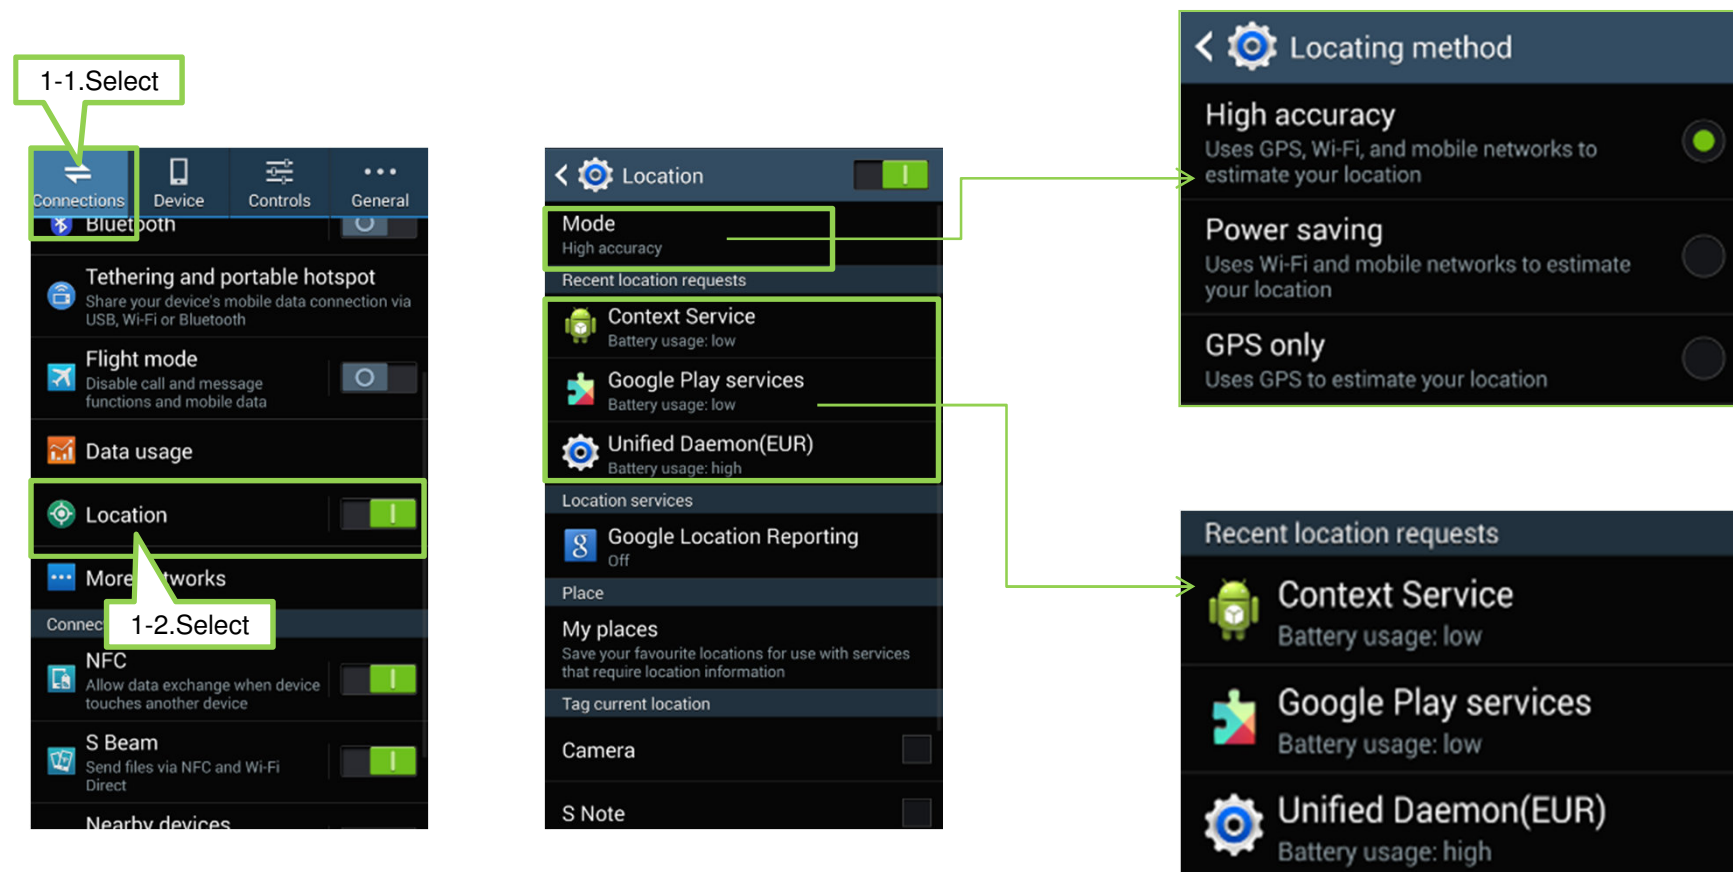 1-1.Select
Connections
Device
Controls
General
Bluetooth
Tethering and portable hotspot
Share your device's mobile data connection via
USB, Wi-Fi or Bluetooth
Flight mode
Disable call and message
functions and mobile data
Data usage
Location
More
tworks
1-2.Select
Connec
NFC
Allow data exchange when device
touches another device
S Beam
Send files via NFC and Wi-Fi
Direct
Nearby devices
Location
Mode
High accuracy
Recent location requests
Context Service
Battery usage: low
Google Play services
Battery usage: low
Unified Daemon(EUR)
Battery usage: high
Location services
Google Location Reporting
Off
Place
My places
Save your favourite locations for use with services
that require location information
Tag current location
Camera
S Note
Locating method
High accuracy
Uses GPS, Wi-Fi, and mobile networks to
estimate your location
Power saving
Uses Wi-Fi and mobile networks to estimate
your location
GPS only
Uses GPS to estimate your location
Recent location requests
Context Service
Battery usage: low
Google Play services
Battery usage: low
Unified Daemon(EUR)
Battery usage: high